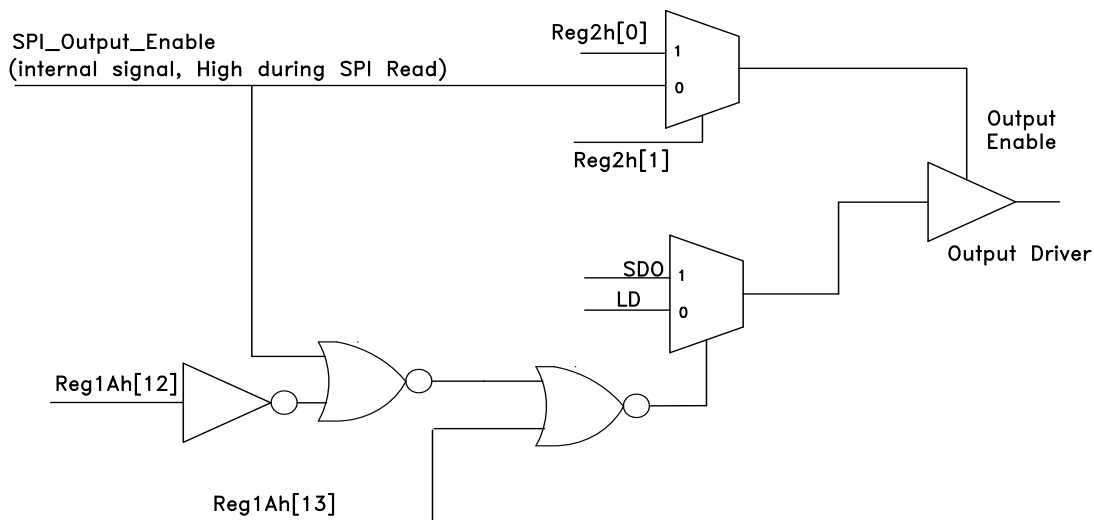 SPI_Output_Enable
(internal signal, High during SPI Read)
Reg2h[0]
1
0
Reg2h[1]
Output
Enable
Output Driver
SDO
1
LD
0
Reg1Ah[12]
Reg1Ah[13]